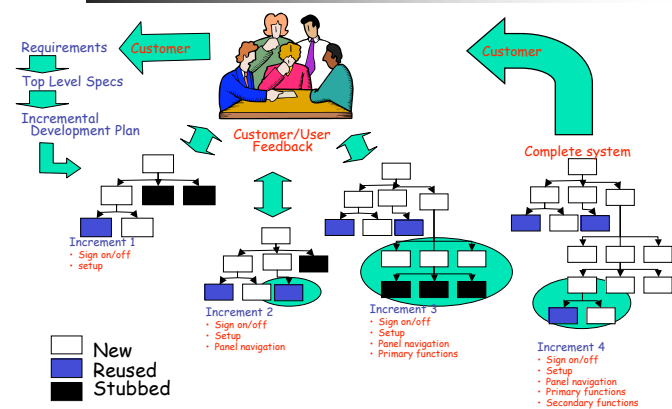 Requirements
Customer
Customer
Top Level Specs
Incremental
Development Plan
Customer/User
Feedback
Complete system
Increment 1
• Sign on/off
• setup
Increment 2
• Sign on/off
• Setup
• Panel navigation
Increment 3
• Sign on/off
• Setup
• Panel navigation
• Primary functions
Increment 4
• Sign on/off
• Setup
• Panel navigation
• Primary functions
• Secondary functions
New
Reused
Stubbed